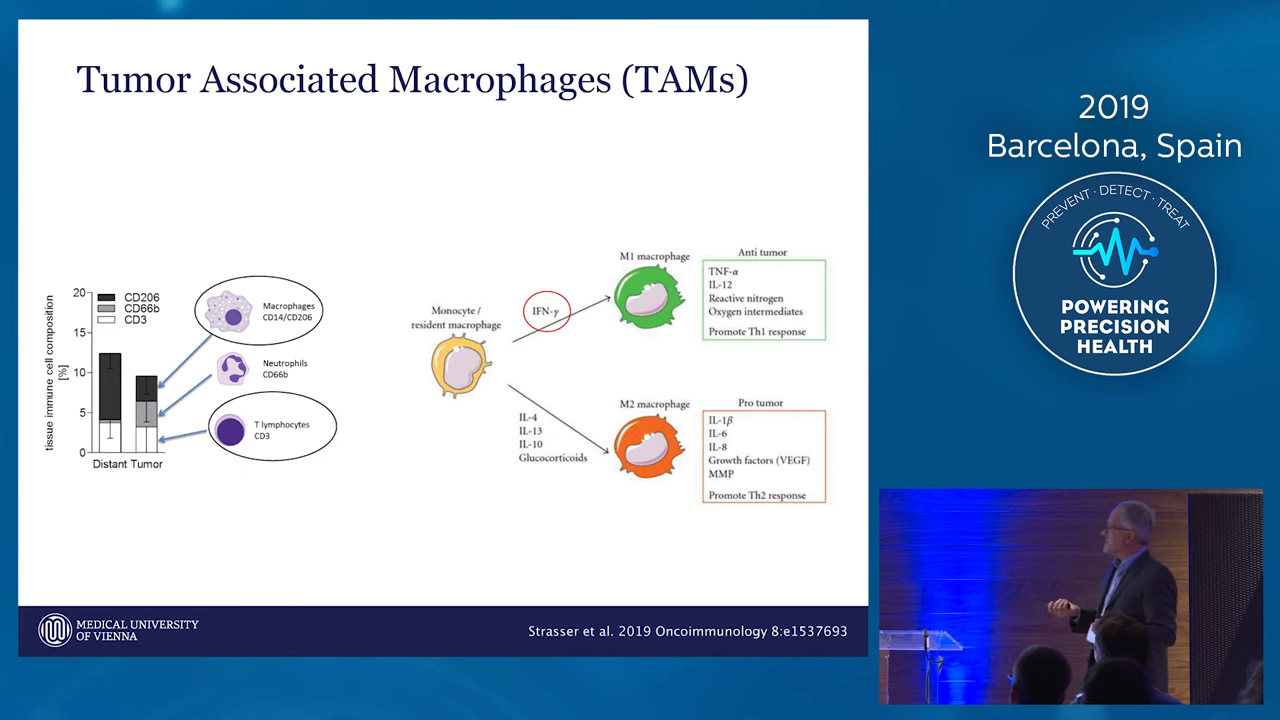 Tumor Associated Macrophages (TAMs)
tissue immune cell composition
[%]
20
15
10
5
0
CD206
CD66b
CD3
Distant Tumor
Macrophages
CD14/CD206
Neutrophils
CD66b
T lymphocytes
CD3
Monocyte /
resident macrophage
IFN-γ
IL-4
IL-13
IL-10
Glucocorticoids
M1 macrophage
Anti tumor
TNF-α
IL-12
Reactive nitrogen
Oxygen intermediates
Promote Th1 response
M2 macrophage
Pro tumor
IL-1β
IL-6
IL-8
Growth factors (VEGF)
MMP
Promote Th2 response
MEDICAL UNIVERSITY
OF VIENNA
Strasser et al. 2019 Oncoimmunology 8:e1537693
2019
Barcelona, Spain
PREVENT · DETECT · TREAT
POWERING
PRECISION
HEALTH